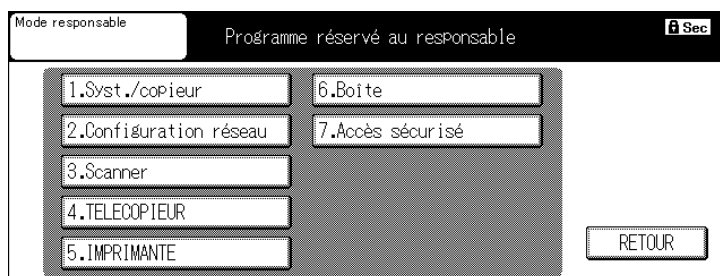 Mode responsable
Programme réservé au responsable
Sec
1.Syst./copieur
2.Configuration réseau
3.Scanner
4.TELECOPIEUR
5.IMPRIMANTE
6.Boîte
7.Accès sécurisé
RETOUR